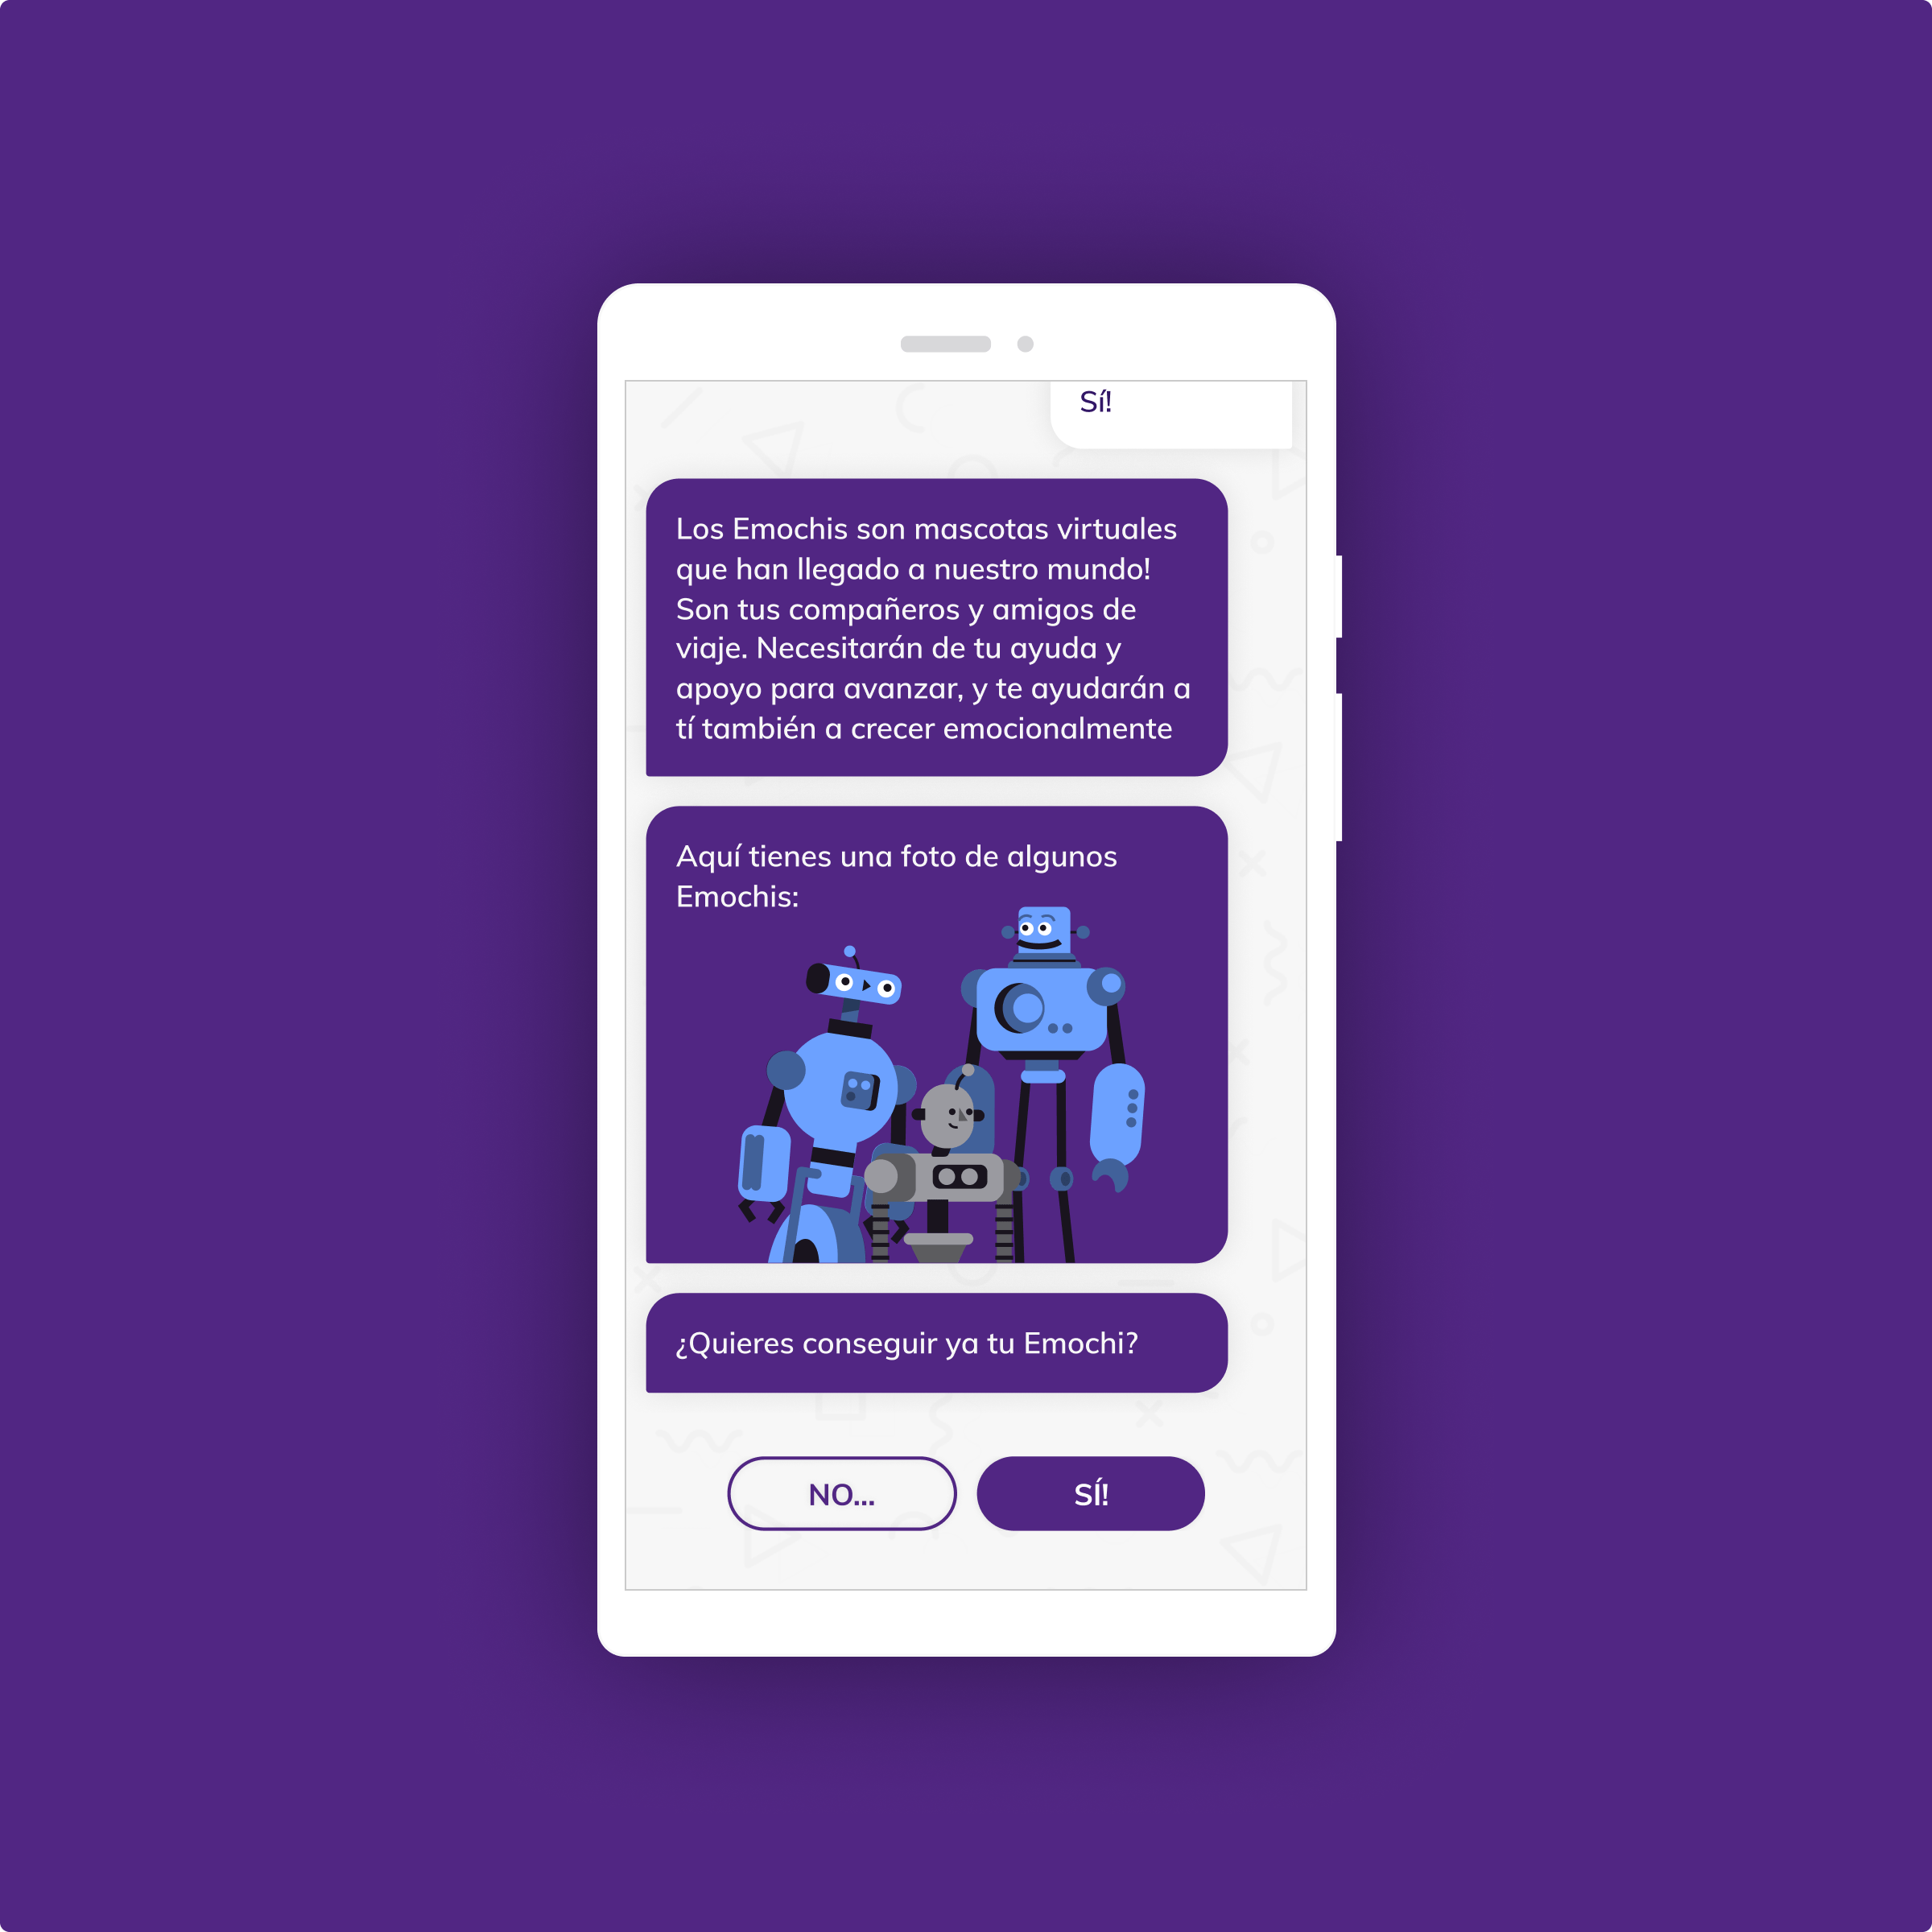 Sí!
Los Emochis son mascotas virtuales
que han llegado a nuestro mundo!
Son tus compañeros y amigos de
viaje. Necesitarán de tu ayuda y
apoyo para avanzar, y te ayudarán a
tí también a crecer emocionalmente
Aquí tienes una foto de algunos
Emochis:
¿Quieres conseguir ya tu Emochi?
NO...
SÍ!